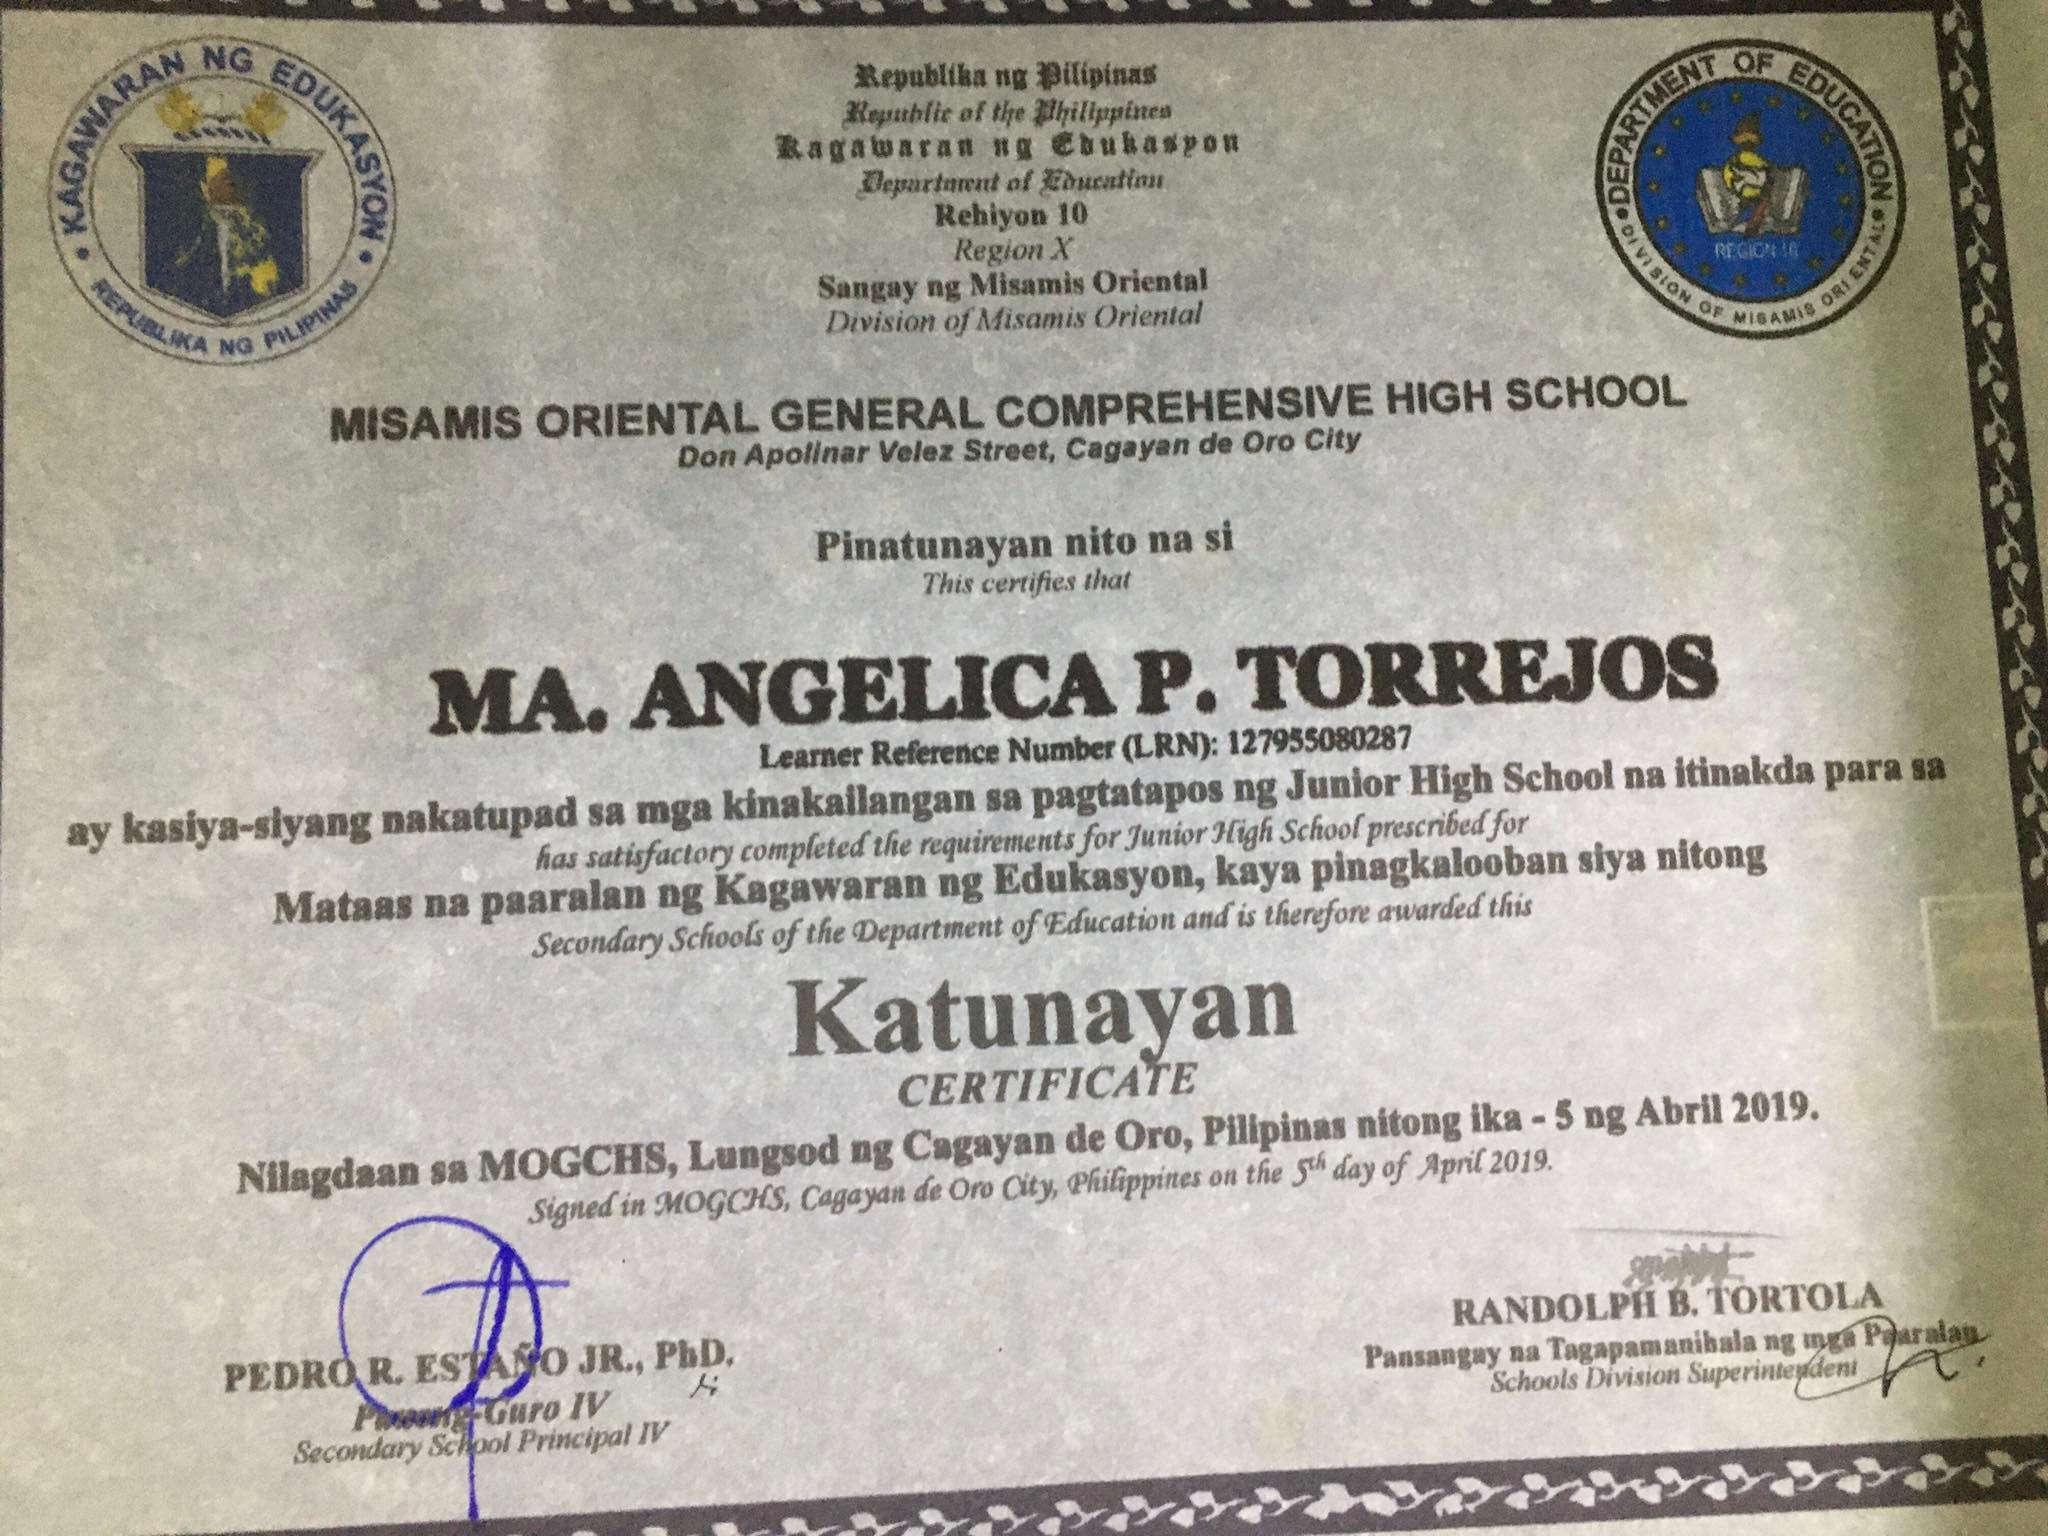 KAGAWARAN NG EDUKASYON
REPUBLIKA NG PILIPINAS
DEPARTMENT OF EDUCATION
REGION 10
DIVISION OF MISAMIS ORIENTAL
Republika ng Pilipinas
Republic of the Philippines
Kagawaran ng Edukasyon
Department of Education
Rehiyon 10
Region X
Sangay ng Misamis Oriental
Division of Misamis Oriental
MISAMIS ORIENTAL GENERAL COMPREHENSIVE HIGH SCHOOL
Don Apolinar Velez Street, Cagayan de Oro City
Pinatunayan nito na si
This certifies that
MA. ANGELICA P. TORREJOS
Learner Reference Number (LRN): 127955080287
ay kasiya-siyang nakatupad sa mga kinakailangan sa pagtatapos ng Junior High School na itinakda para sa
has satisfactory completed the requirements for Junior High School prescribed for
Mataas na paaralan ng Kagawaran ng Edukasyon, kaya pinagkalooban siya nitong
Secondary Schools of the Department of Education and is therefore awarded this
Katunayan
CERTIFICATE
Nilagdaan sa MOGCHS, Lungsod ng Cagayan de Oro, Pilipinas nitong ika - 5 ng Abril 2019.
Signed in MOGCHS, Cagayan de Oro City, Philippines on the 5th day of April 2019.
PEDRO R. ESTAÑO JR., PhD.
Punong-Guro IV
Secondary School Principal IV
RANDOLPH B. TORTOLA
Pansangay na Tagapamanihala ng mga Paaralan
Schools Division Superintendent